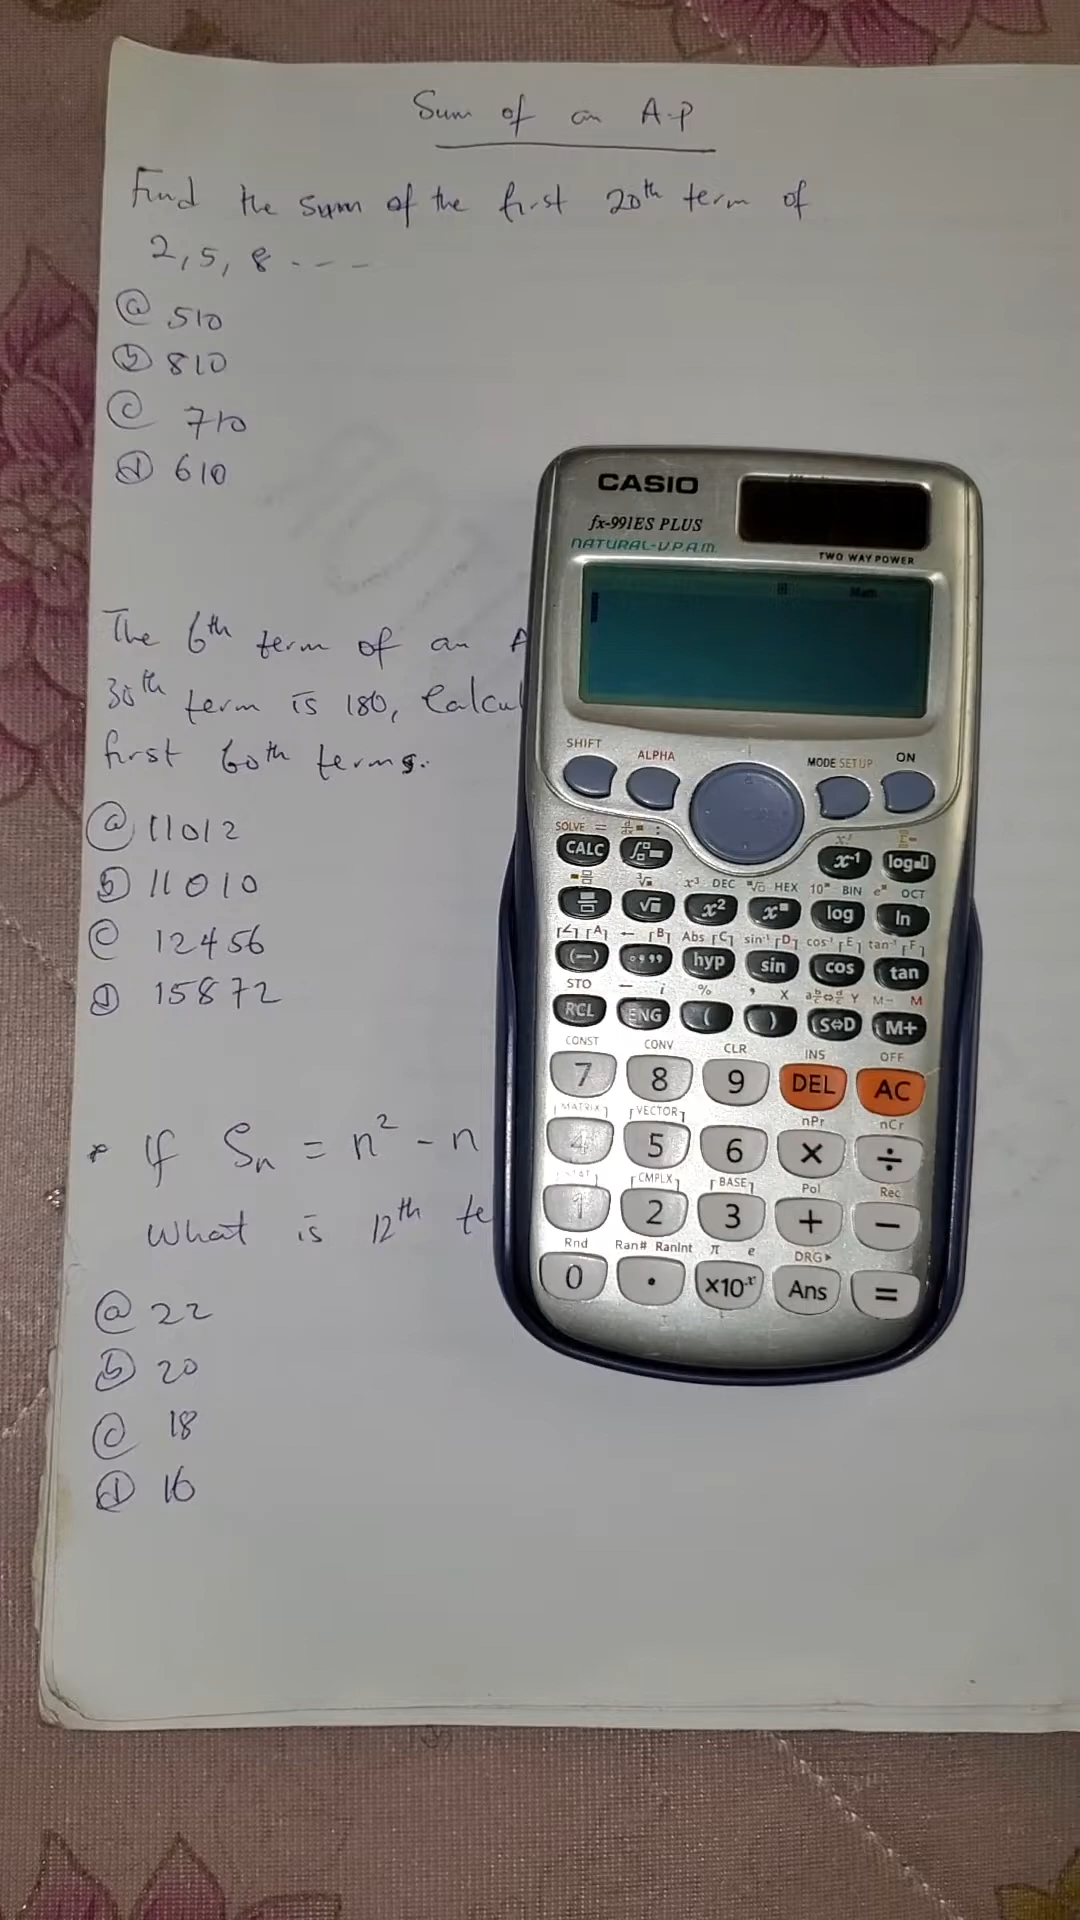 Sum of an A.P
Find the sum of the first 20th term of
2, 5, 8 - - -
(a) 510
(b) 810
(c) 710
(d) 610
The 6th term of an A
30th term is 180, Calcul
first 60th terms.
(a) 11012
(b) 11010
(c) 12456
(d) 15872
* If Sn = n² - n
What is 12th te
(a) 22
(b) 20
(c) 18
(d) 16
CASIO
fx-991ES PLUS
NATURAL-V.P.A.M.
TWO WAY POWER
Math
SHIFT ALPHA MODE SETUP ON
SOLVE = d/dx :  x! Σ
CALC ∫ x⁻¹ log
x³ DEC HEX 10 BIN e OCT
√ x² x log ln
∠ [A] ← [B] Abs [C] sin⁻¹ [D] cos⁻¹ [E] tan⁻¹ [F]
(−) hyp sin cos tan
STO ← i % , X Y M− M
RCL ENG ( ) S⇔D M+
CONST CONV CLR INS OFF
7 8 9 DEL AC
[MATRIX] [VECTOR] nPr nCr
4 5 6 × ÷
[STAT] [CMPLX] [BASE] Pol Rec
1 2 3 + −
Rnd Ran# RanInt π e DRG▶
0 . ×10ˣ Ans =